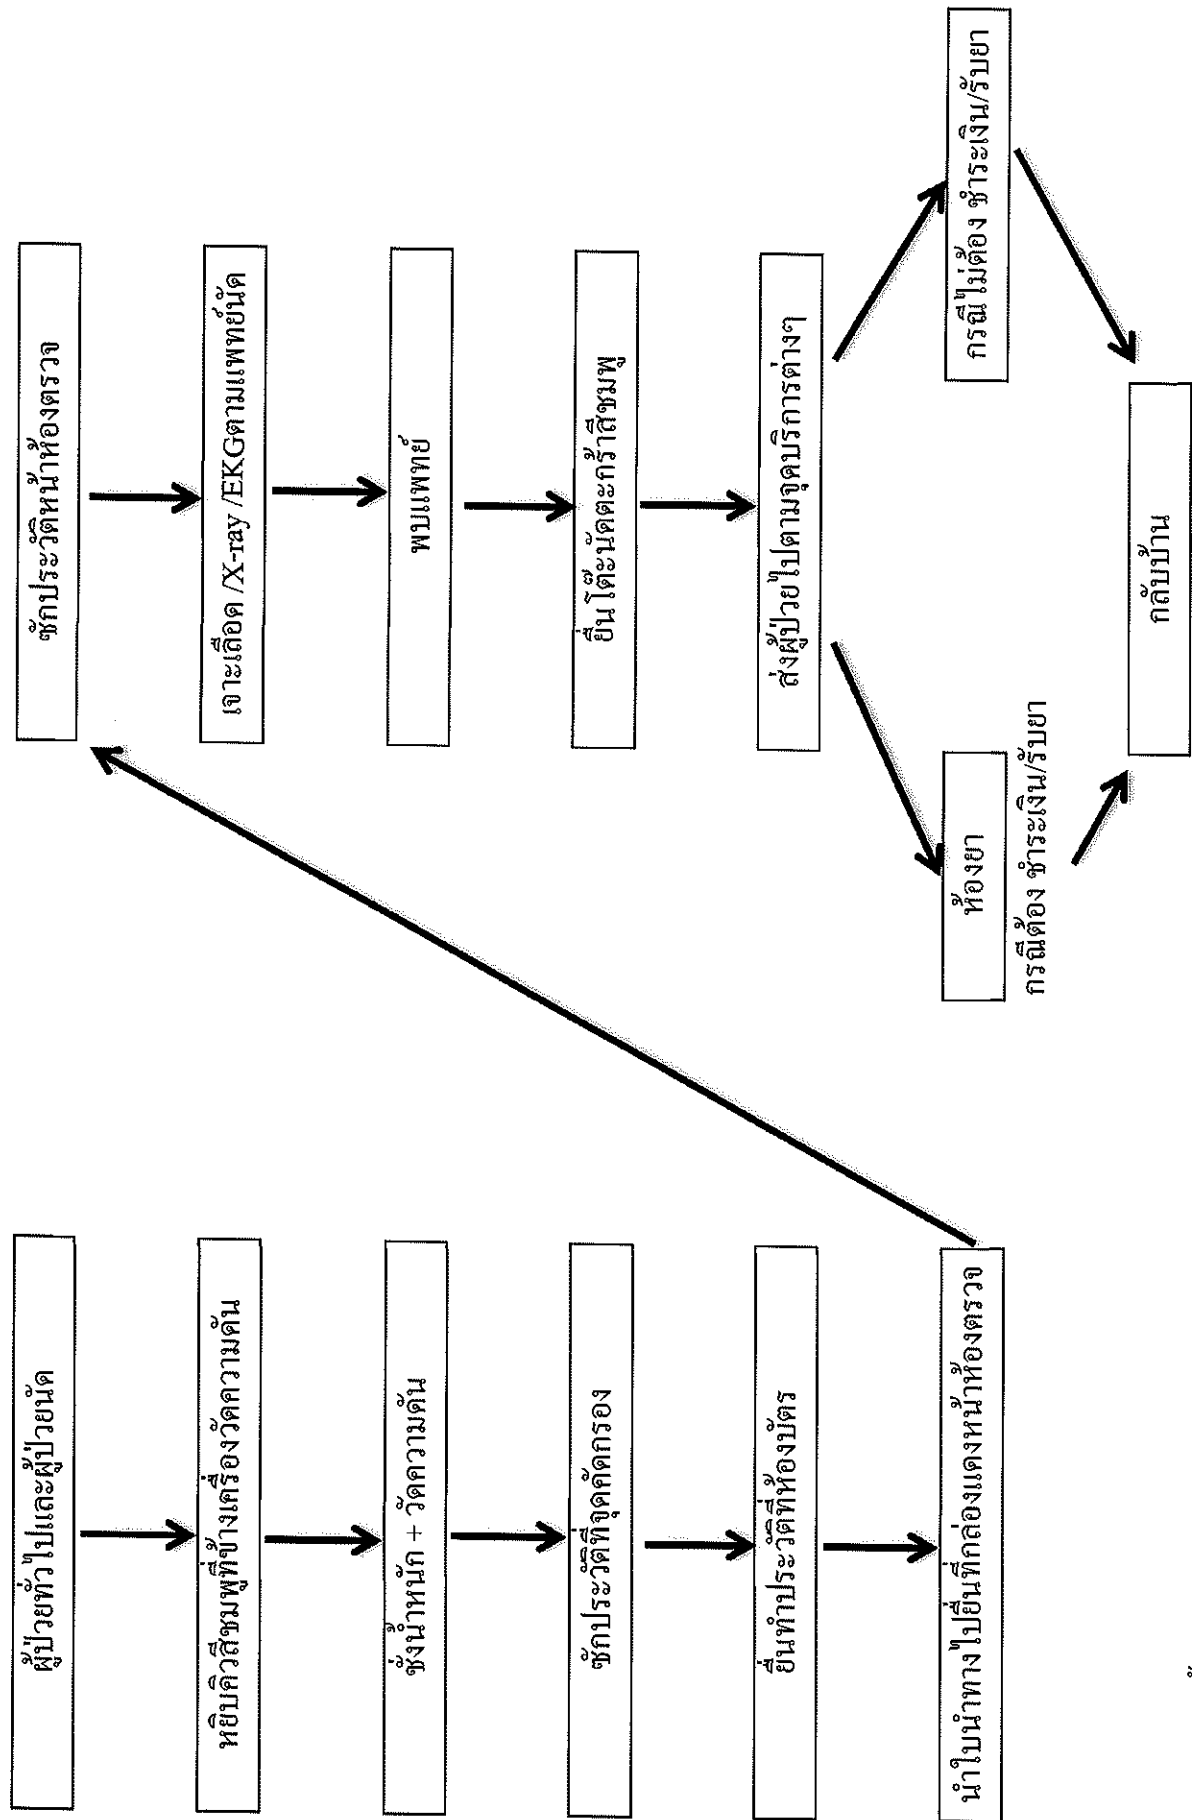 ผู้ป่วยทั่วไปและผู้ป่วยนัด
หยิบคิวสีชมพูที่ข้างเครื่องวัดความดัน
ชั่งน้ำหนัก + วัดความดัน
ซักประวัติที่จุดคัดกรอง
ยื่นทำประวัติที่ห้องบัตร
นำใบนำทางไปยื่นที่กล่องแดงหน้าห้องตรวจ
ซักประวัติหน้าห้องตรวจ
เจาะเลือด /X-ray /EKGตามแพทย์นัด
พบแพทย์
ยื่นโต๊ะนัดตะกร้าสีชมพู
ส่งผู้ป่วยไปตามจุดบริการต่างๆ
ห้องยา
กรณีต้อง ชำระเงิน/รับยา
กรณีไม่ต้อง ชำระเงิน/รับยา
กลับบ้าน